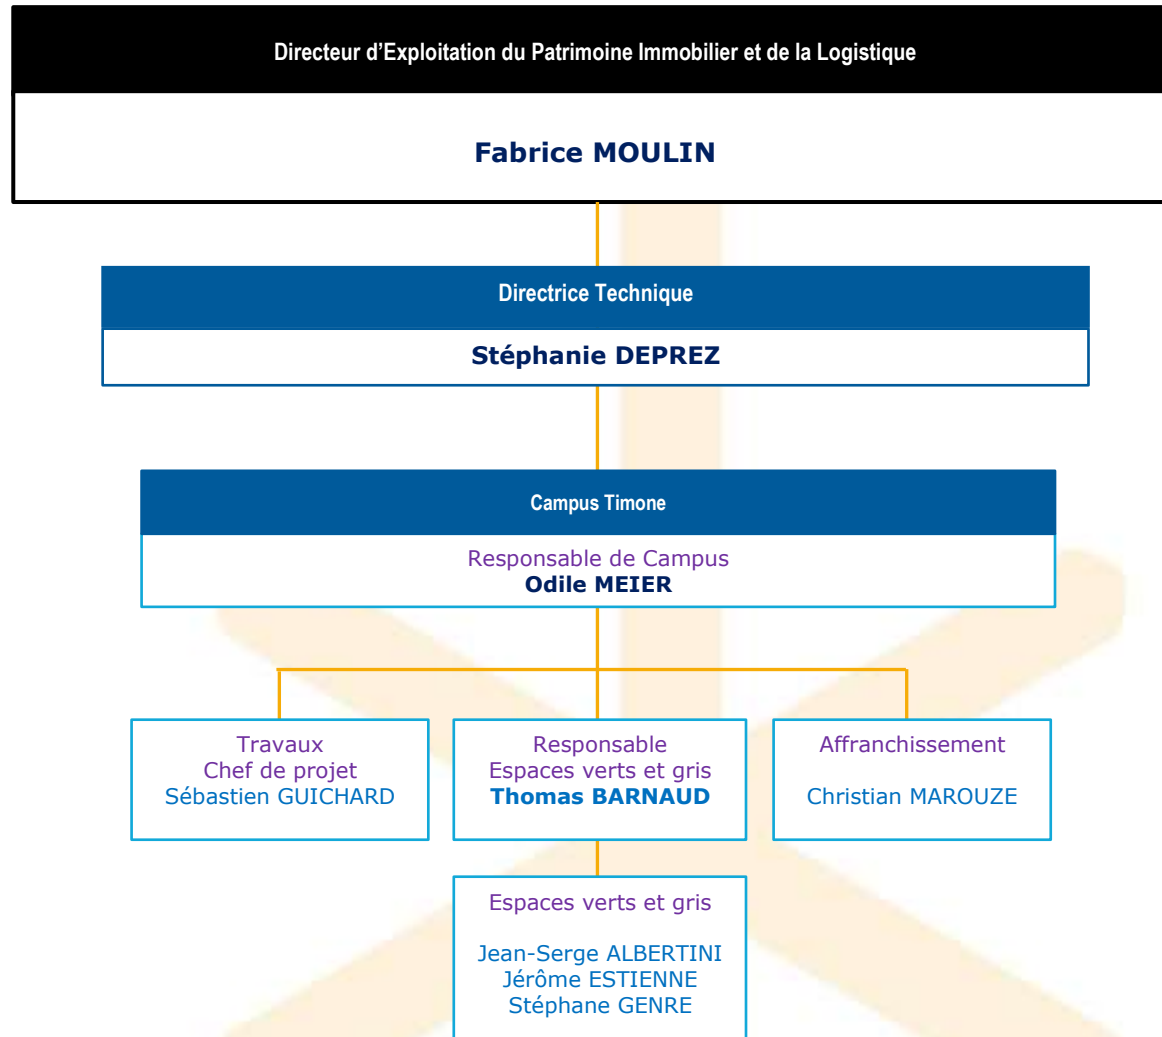 Directeur d’Exploitation du Patrimoine Immobilier et de la Logistique
Fabrice MOULIN
Directrice Technique
Stéphanie DEPREZ
Campus Timone
Responsable de Campus
Odile MEIER
Travaux
Chef de projet
Sébastien GUICHARD
Responsable
Espaces verts et gris
Thomas BARNAUD
Affranchissement
Christian MAROUZE
Espaces verts et gris
Jean-Serge ALBERTINI
Jérôme ESTIENNE
Stéphane GENRE